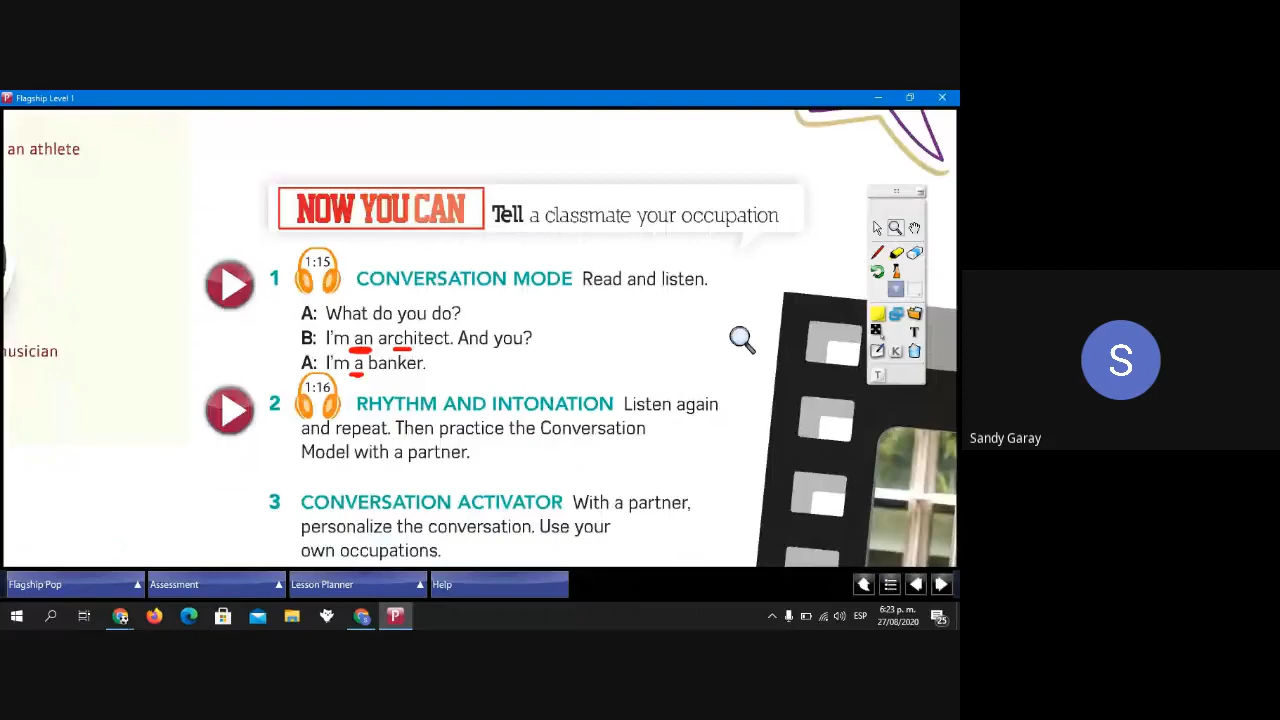 Flagship Level 1
an athlete
NOW YOU CAN Tell a classmate your occupation
1 1:15 CONVERSATION MODE Read and listen.
A: What do you do?
B: I'm an architect. And you?
A: I'm a banker.
musician
2 1:16 RHYTHM AND INTONATION Listen again
and repeat. Then practice the Conversation
Model with a partner.
3 CONVERSATION ACTIVATOR With a partner,
personalize the conversation. Use your
own occupations.
T
K
T
S
Sandy Garay
Flagship Pop Assessment Lesson Planner Help
ESP
6:23 p. m.
27/08/2020
25